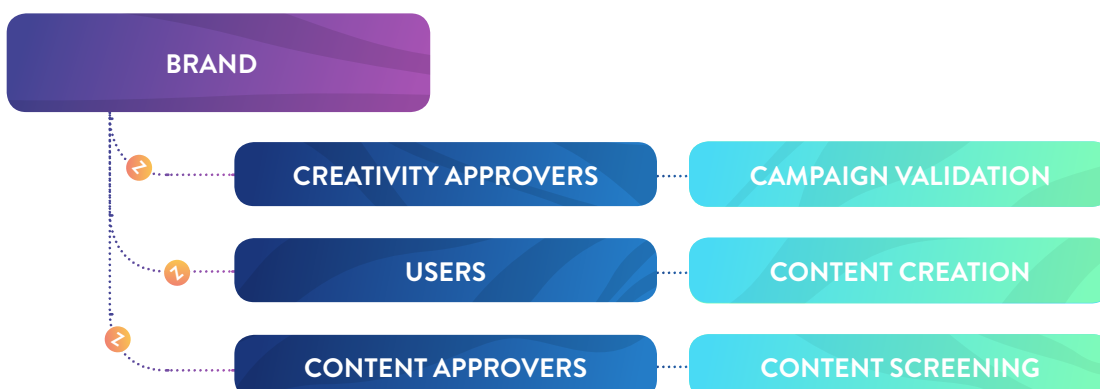 BRAND
Z
CREATIVITY APPROVERS
CAMPAIGN VALIDATION
Z
USERS
CONTENT CREATION
Z
CONTENT APPROVERS
CONTENT SCREENING